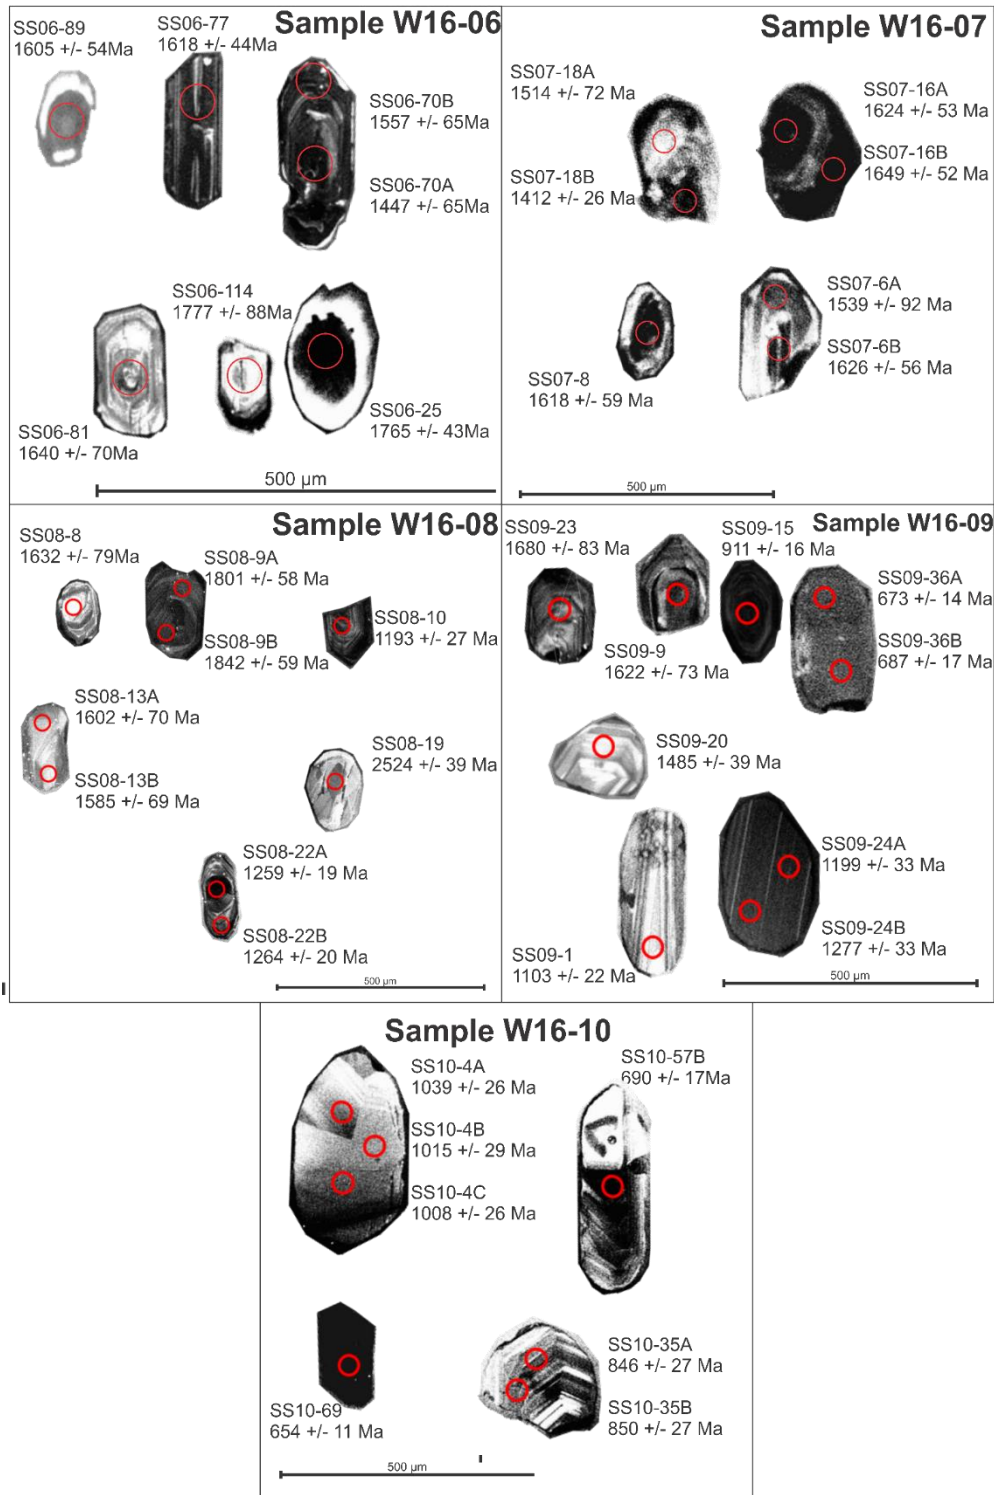 Sample W16-06
SS06-89
1605 +/- 54Ma
SS06-77
1618 +/- 44Ma
SS06-70B
1557 +/- 65Ma
SS06-70A
1447 +/- 65Ma
SS06-114
1777 +/- 88Ma
SS06-81
1640 +/- 70Ma
SS06-25
1765 +/- 43Ma
500 µm
Sample W16-07
SS07-18A
1514 +/- 72 Ma
SS07-18B
1412 +/- 26 Ma
SS07-16A
1624 +/- 53 Ma
SS07-16B
1649 +/- 52 Ma
SS07-6A
1539 +/- 92 Ma
SS07-6B
1626 +/- 56 Ma
SS07-8
1618 +/- 59 Ma
500 µm
Sample W16-08
SS08-8
1632 +/- 79Ma
SS08-9A
1801 +/- 58 Ma
SS08-9B
1842 +/- 59 Ma
SS08-10
1193 +/- 27 Ma
SS08-13A
1602 +/- 70 Ma
SS08-13B
1585 +/- 69 Ma
SS08-19
2524 +/- 39 Ma
SS08-22A
1259 +/- 19 Ma
SS08-22B
1264 +/- 20 Ma
500 µm
Sample W16-09
SS09-23
1680 +/- 83 Ma
SS09-15
911 +/- 16 Ma
SS09-36A
673 +/- 14 Ma
SS09-36B
687 +/- 17 Ma
SS09-9
1622 +/- 73 Ma
SS09-20
1485 +/- 39 Ma
SS09-24A
1199 +/- 33 Ma
SS09-24B
1277 +/- 33 Ma
SS09-1
1103 +/- 22 Ma
500 µm
Sample W16-10
SS10-4A
1039 +/- 26 Ma
SS10-4B
1015 +/- 29 Ma
SS10-4C
1008 +/- 26 Ma
SS10-57B
690 +/- 17Ma
SS10-69
654 +/- 11 Ma
SS10-35A
846 +/- 27 Ma
SS10-35B
850 +/- 27 Ma
500 µm